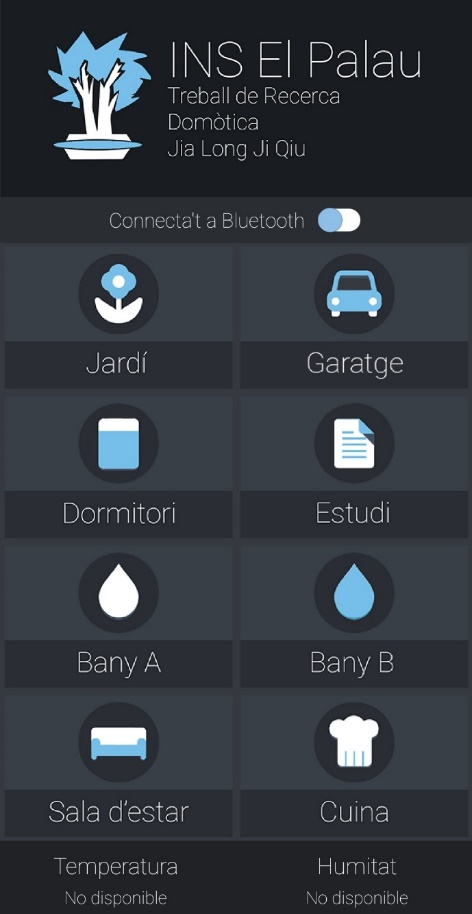 INS El Palau
Treball de Recerca
Domòtica
Jia Long Ji Qiu
Connecta't a Bluetooth
Jardí
Garatge
Dormitori
Estudi
Bany A
Bany B
Sala d'estar
Cuina
Temperatura
Humitat
No disponible
No disponible